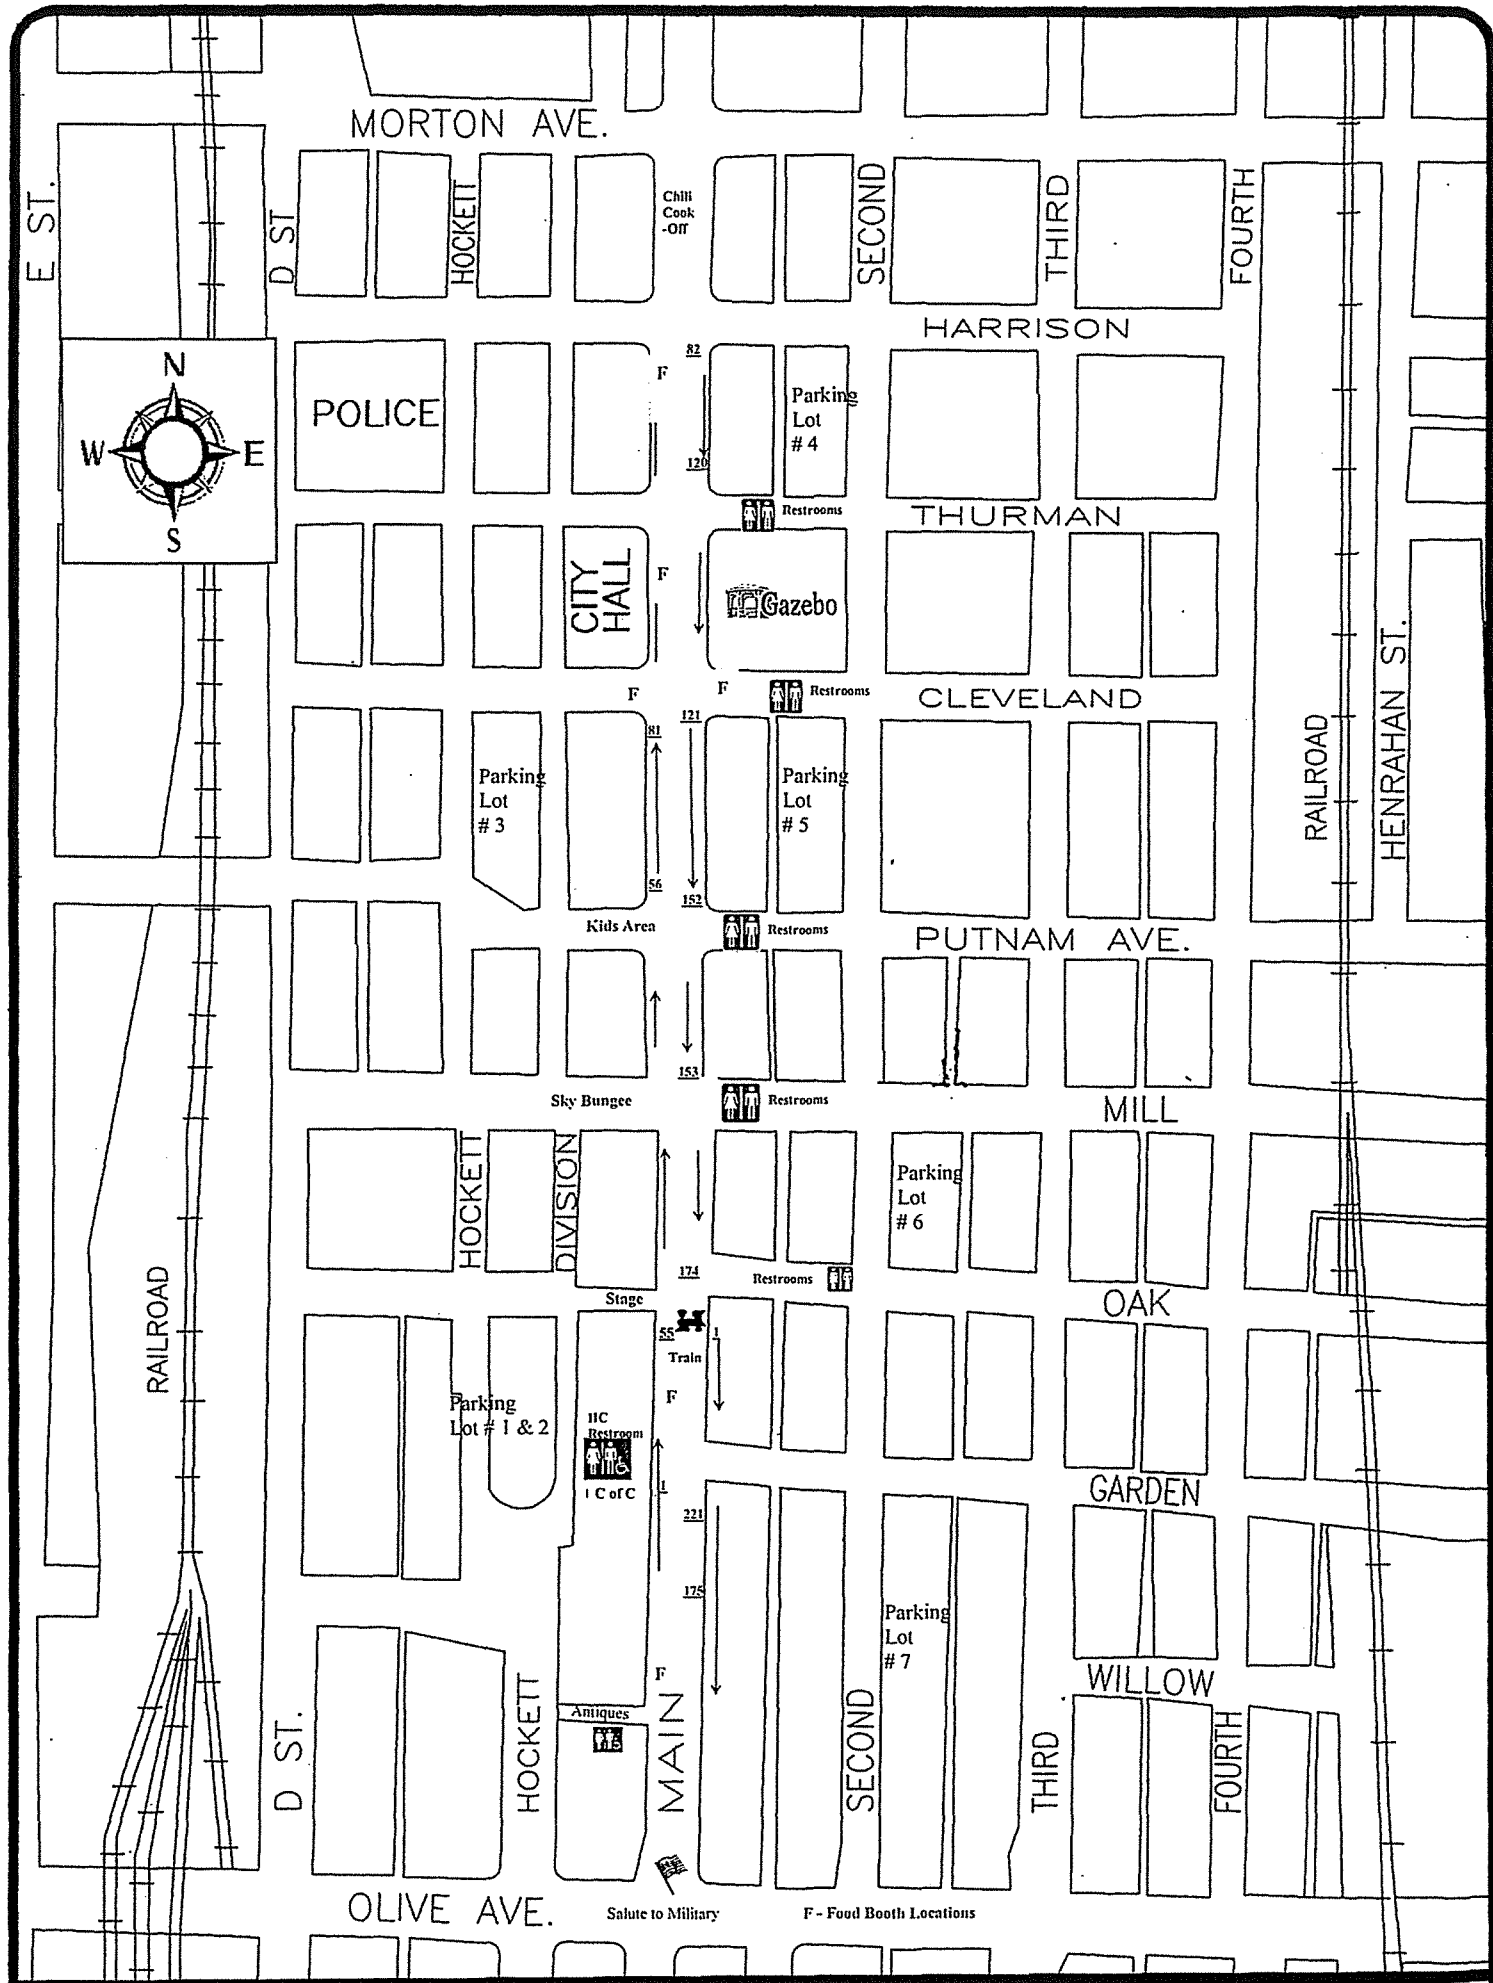 MORTON AVE.
E ST.
D ST
HOCKETT
Chili
Cook
-Off
SECOND
THIRD
FOURTH
HARRISON
N
W
E
S
POLICE
82
F
120
Parking
Lot
# 4
Restrooms
THURMAN
CITY
HALL
F
Gazebo
F
F
Restrooms
CLEVELAND
HENRAHAN ST.
RAILROAD
81
121
Parking
Lot
# 3
Parking
Lot
# 5
56
152
Kids Area
Restrooms
PUTNAM AVE.
153
Sky Bungee
Restrooms
MILL
HOCKETT
DIVISION
Parking
Lot
# 6
174
Restrooms
Stage
OAK
RAILROAD
55
1
Train
F
Parking
Lot # 1 & 2
HC
Restroom
C of C
1
GARDEN
221
175
Parking
Lot
# 7
F
WILLOW
Antiques
D ST.
HOCKETT
MAIN
SECOND
THIRD
FOURTH
OLIVE AVE.
Salute to Military
F - Food Booth Locations